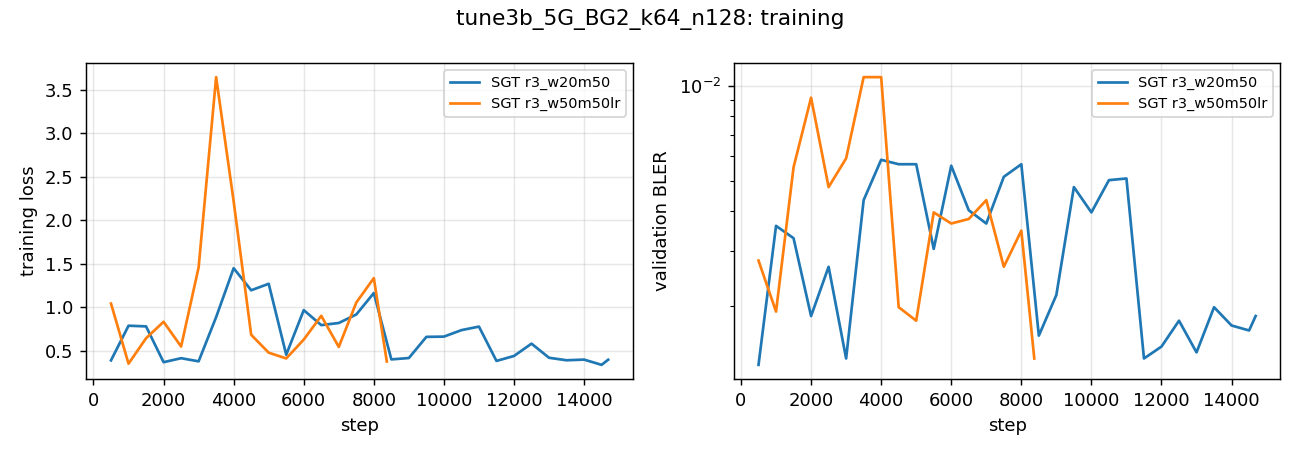 tune3b_5G_BG2_k64_n128: training
training loss
3.5
3.0
2.5
2.0
1.5
1.0
0.5
0
2000
4000
6000
8000
10000
12000
14000
step
SGT r3_w20m50
SGT r3_w50m50lr
validation BLER
10⁻²
0
2000
4000
6000
8000
10000
12000
14000
step
SGT r3_w20m50
SGT r3_w50m50lr